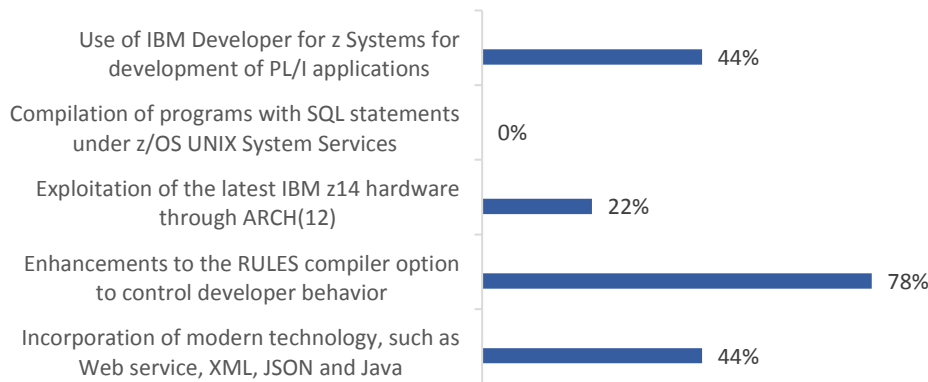 Use of IBM Developer for z Systems for
development of PL/I applications
44%
Compilation of programs with SQL statements
under z/OS UNIX System Services
0%
Exploitation of the latest IBM z14 hardware
through ARCH(12)
22%
Enhancements to the RULES compiler option
to control developer behavior
78%
Incorporation of modern technology, such as
Web service, XML, JSON and Java
44%